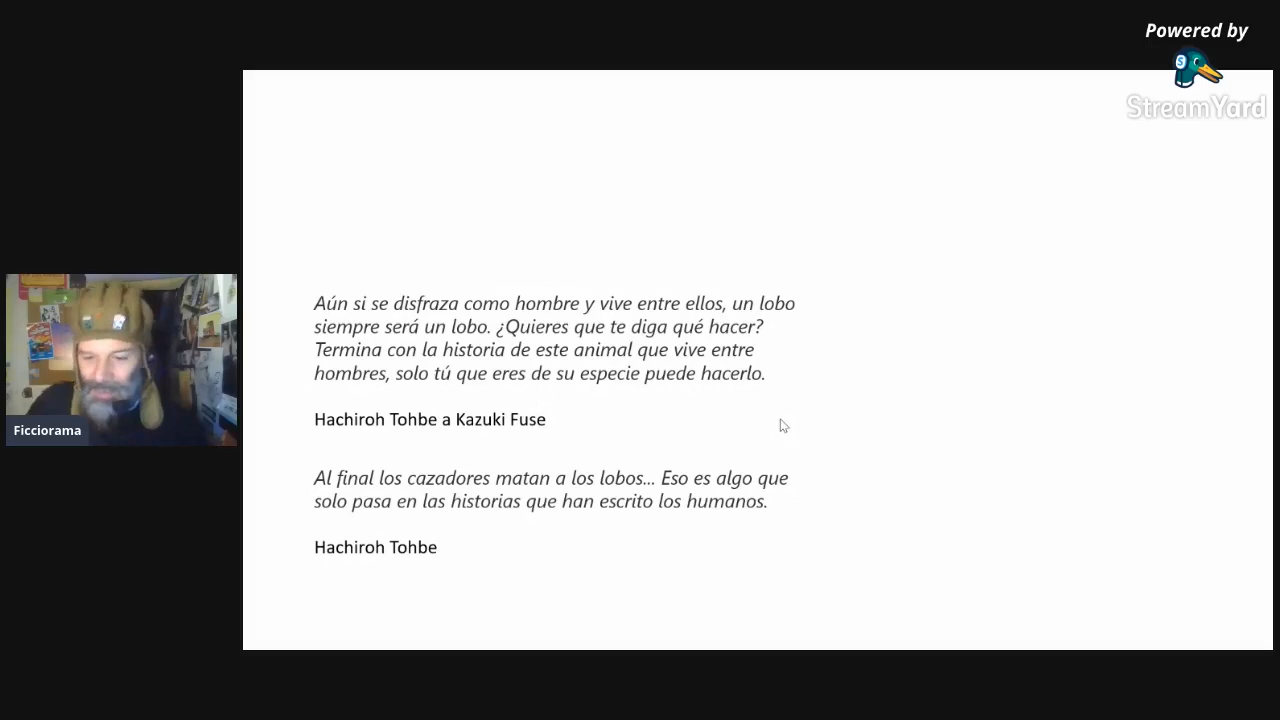 Powered by
StreamYard
Aún si se disfraza como hombre y vive entre ellos, un lobo
siempre será un lobo. ¿Quieres que te diga qué hacer?
Termina con la historia de este animal que vive entre
hombres, solo tú que eres de su especie puede hacerlo.
Hachiroh Tohbe a Kazuki Fuse
Al final los cazadores matan a los lobos... Eso es algo que
solo pasa en las historias que han escrito los humanos.
Hachiroh Tohbe
Ficciorama